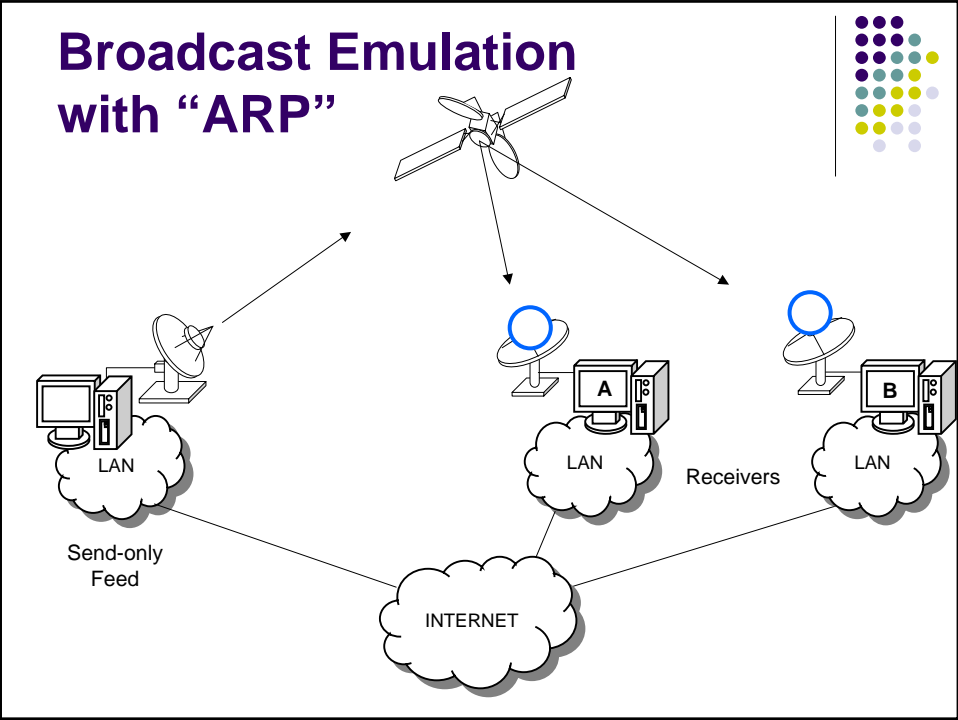 Broadcast Emulation
with “ARP”
A
B
LAN
LAN
LAN
Receivers
Send-only
Feed
INTERNET